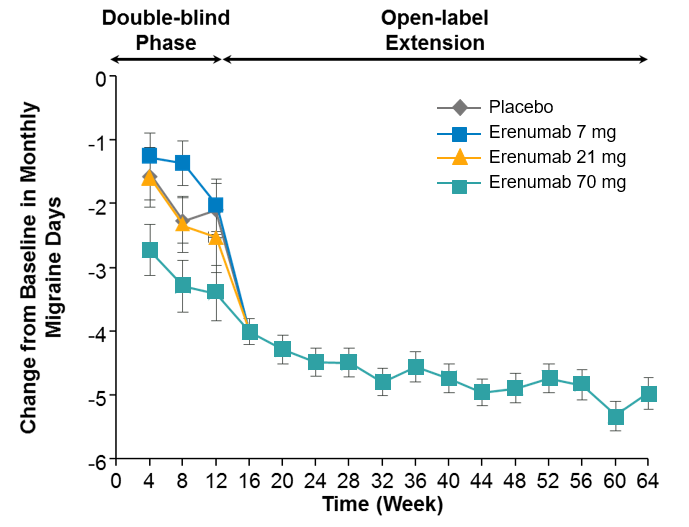 Double-blind
Phase
Open-label
Extension
Change from Baseline in Monthly
Migraine Days
0
-1
-2
-3
-4
-5
-6
Placebo
Erenumab 7 mg
Erenumab 21 mg
Erenumab 70 mg
0 4 8 12 16 20 24 28 32 36 40 44 48 52 56 60 64
Time (Week)